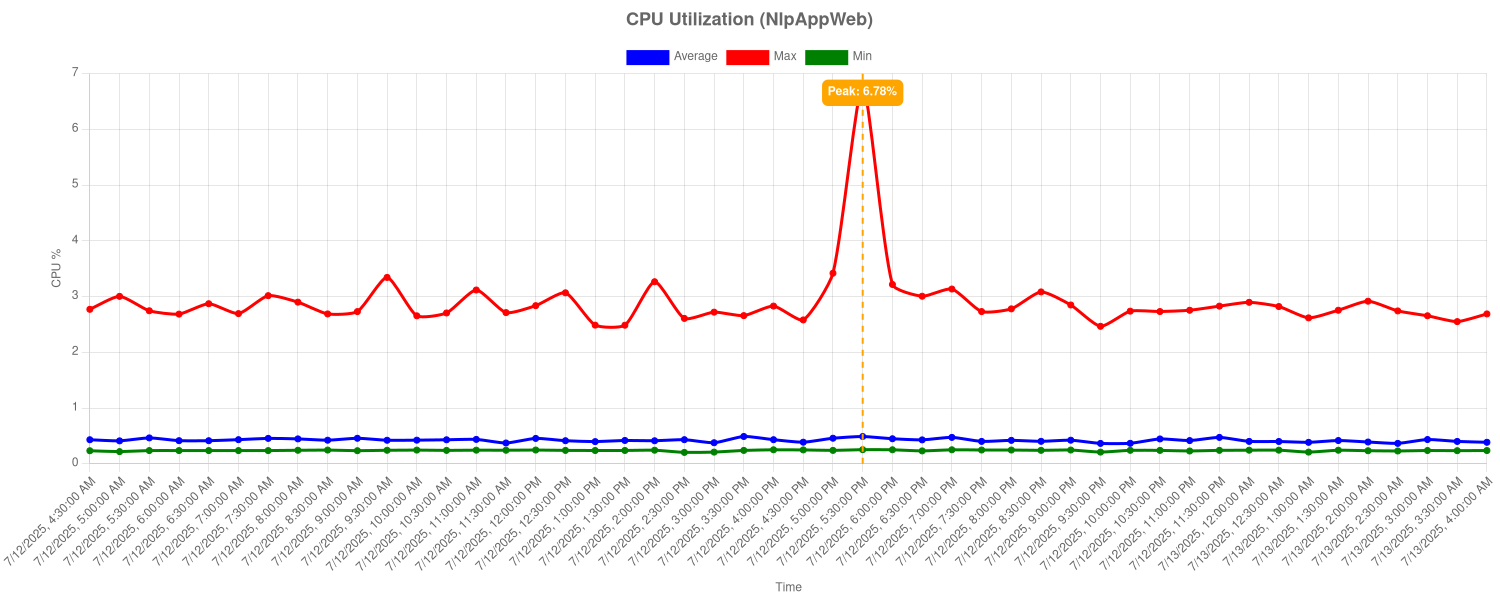 CPU Utilization (NlpAppWeb)
Average
Max
Min
Peak: 6.78%
7
6
5
4
3
2
1
0
CPU %
7/12/2025, 4:30:00 AM
7/12/2025, 5:00:00 AM
7/12/2025, 5:30:00 AM
7/12/2025, 6:00:00 AM
7/12/2025, 6:30:00 AM
7/12/2025, 7:00:00 AM
7/12/2025, 7:30:00 AM
7/12/2025, 8:00:00 AM
7/12/2025, 8:30:00 AM
7/12/2025, 9:00:00 AM
7/12/2025, 9:30:00 AM
7/12/2025, 10:00:00 AM
7/12/2025, 10:30:00 AM
7/12/2025, 11:00:00 AM
7/12/2025, 11:30:00 AM
7/12/2025, 12:00:00 PM
7/12/2025, 12:30:00 PM
7/12/2025, 1:00:00 PM
7/12/2025, 1:30:00 PM
7/12/2025, 2:00:00 PM
7/12/2025, 2:30:00 PM
7/12/2025, 3:00:00 PM
7/12/2025, 3:30:00 PM
7/12/2025, 4:00:00 PM
7/12/2025, 4:30:00 PM
7/12/2025, 5:00:00 PM
7/12/2025, 5:30:00 PM
7/12/2025, 6:00:00 PM
7/12/2025, 6:30:00 PM
7/12/2025, 7:00:00 PM
7/12/2025, 7:30:00 PM
7/12/2025, 8:00:00 PM
7/12/2025, 8:30:00 PM
7/12/2025, 9:00:00 PM
7/12/2025, 9:30:00 PM
7/12/2025, 10:00:00 PM
7/12/2025, 10:30:00 PM
7/12/2025, 11:00:00 PM
7/12/2025, 11:30:00 PM
7/13/2025, 12:00:00 AM
7/13/2025, 12:30:00 AM
7/13/2025, 1:00:00 AM
7/13/2025, 1:30:00 AM
7/13/2025, 2:00:00 AM
7/13/2025, 2:30:00 AM
7/13/2025, 3:00:00 AM
7/13/2025, 3:30:00 AM
7/13/2025, 4:00:00 AM
Time